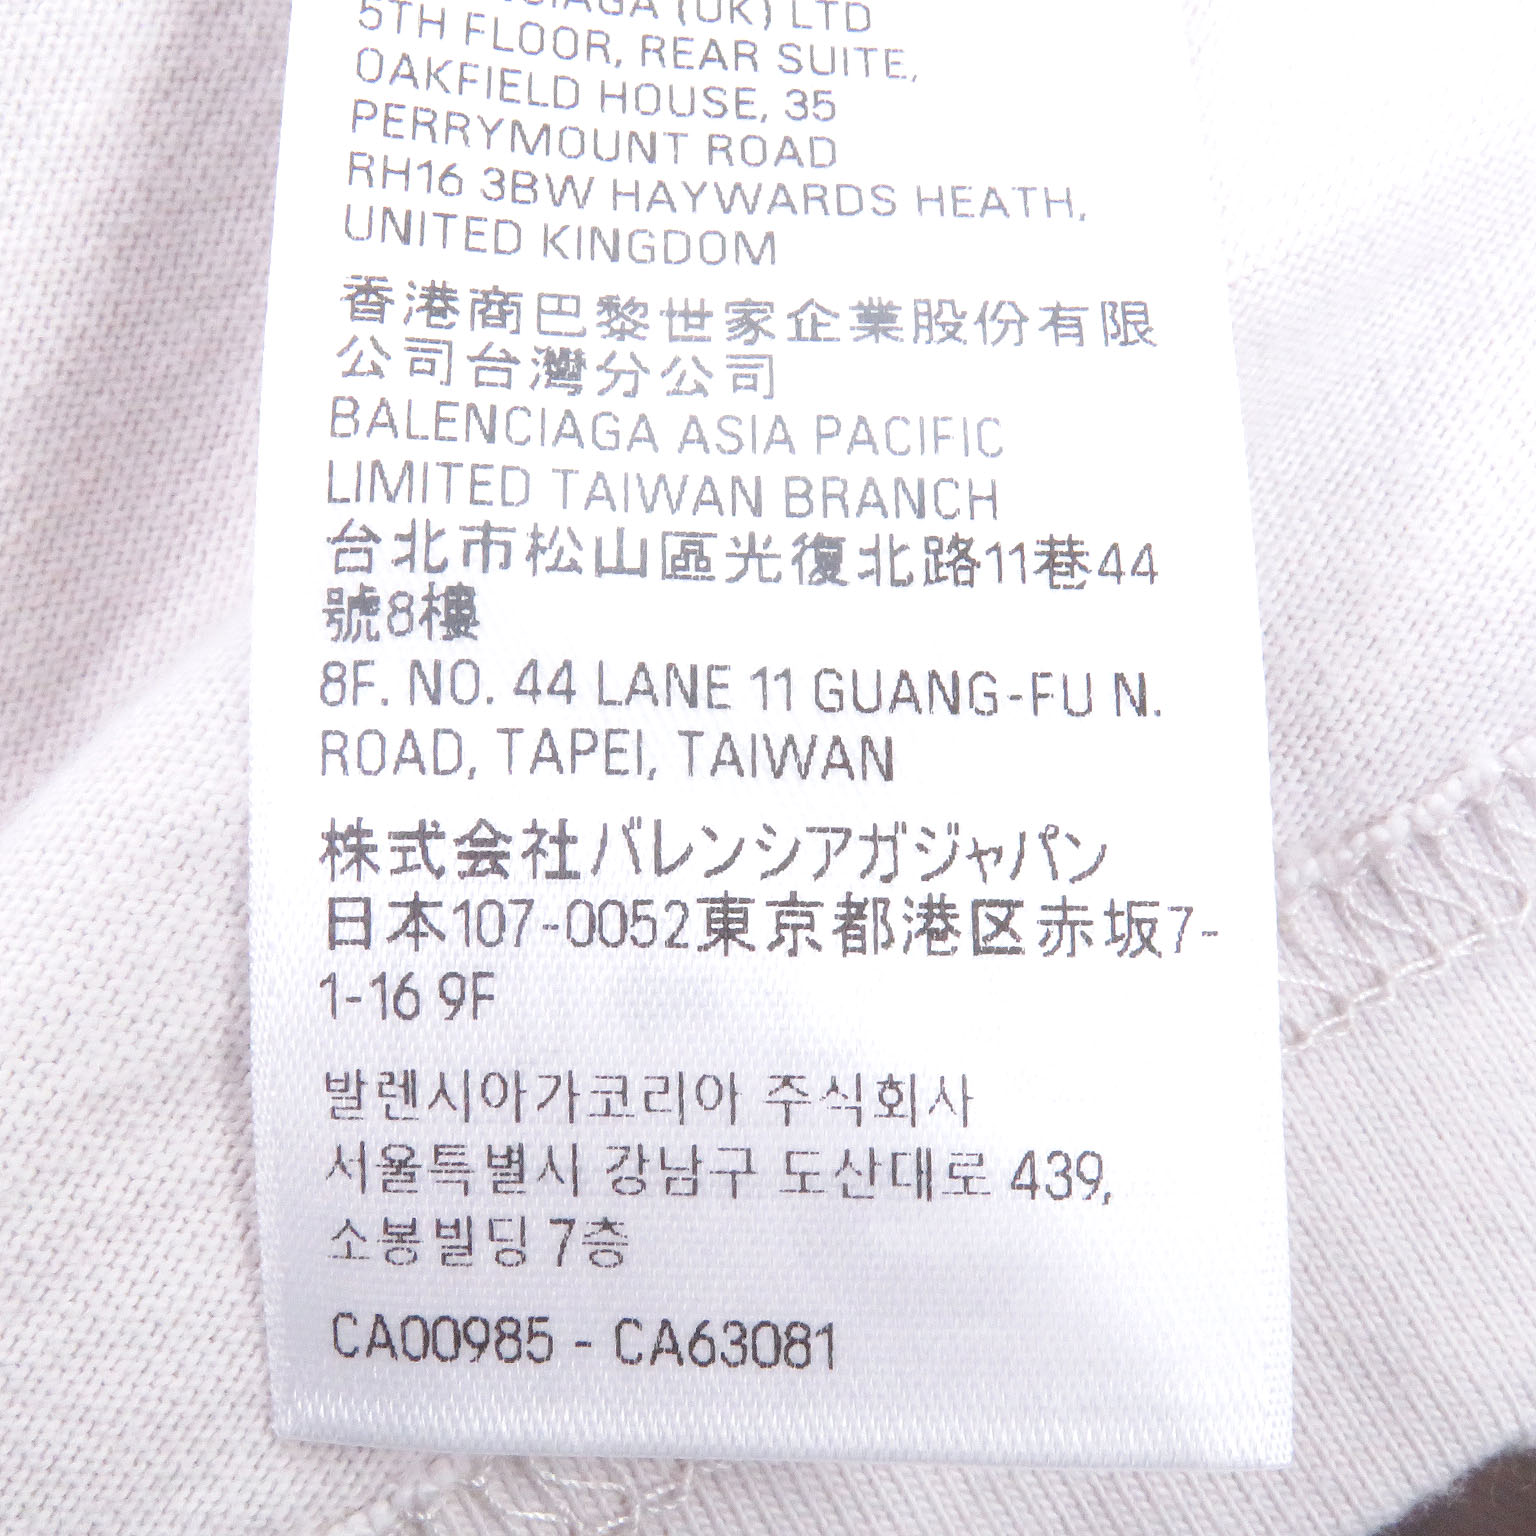 BALENCIAGA (UK) LTD
5TH FLOOR, REAR SUITE,
OAKFIELD HOUSE, 35
PERRYMOUNT ROAD
RH16 3BW HAYWARDS HEATH,
UNITED KINGDOM
香港商巴黎世家企業股份有限
公司台灣分公司
BALENCIAGA ASIA PACIFIC
LIMITED TAIWAN BRANCH
台北市松山區光復北路11巷44
號8樓
8F. NO. 44 LANE 11 GUANG-FU N.
ROAD, TAPEI, TAIWAN
株式会社バレンシアガジャパン
日本107-0052東京都港区赤坂7-
1-16 9F
발렌시아가코리아 주식회사
서울특별시 강남구 도산대로 439,
소봉빌딩 7층
CA00985 - CA63081